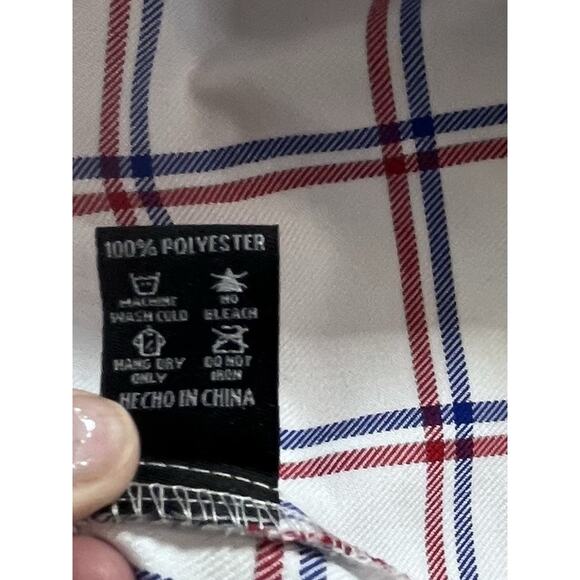 100% POLYESTER
MACHINE
WASH COLD
NO
BLEACH
HANG DRY
ONLY
DO NOT
IRON
HECHO IN CHINA